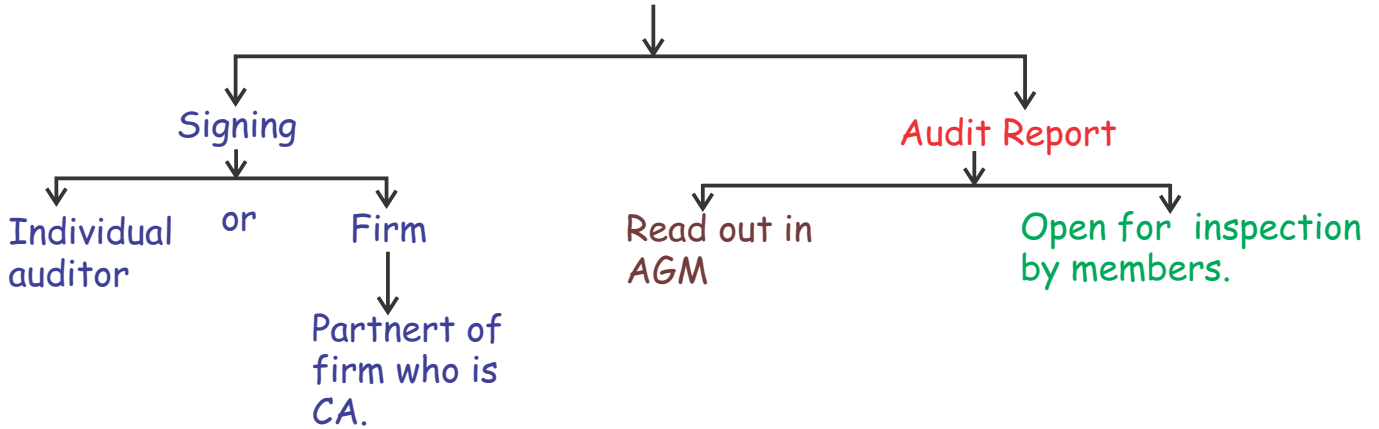 Signing
Audit Report
Individual
auditor
or
Firm
Read out in
AGM
Open for inspection
by members.
Partnert of
firm who is
CA.